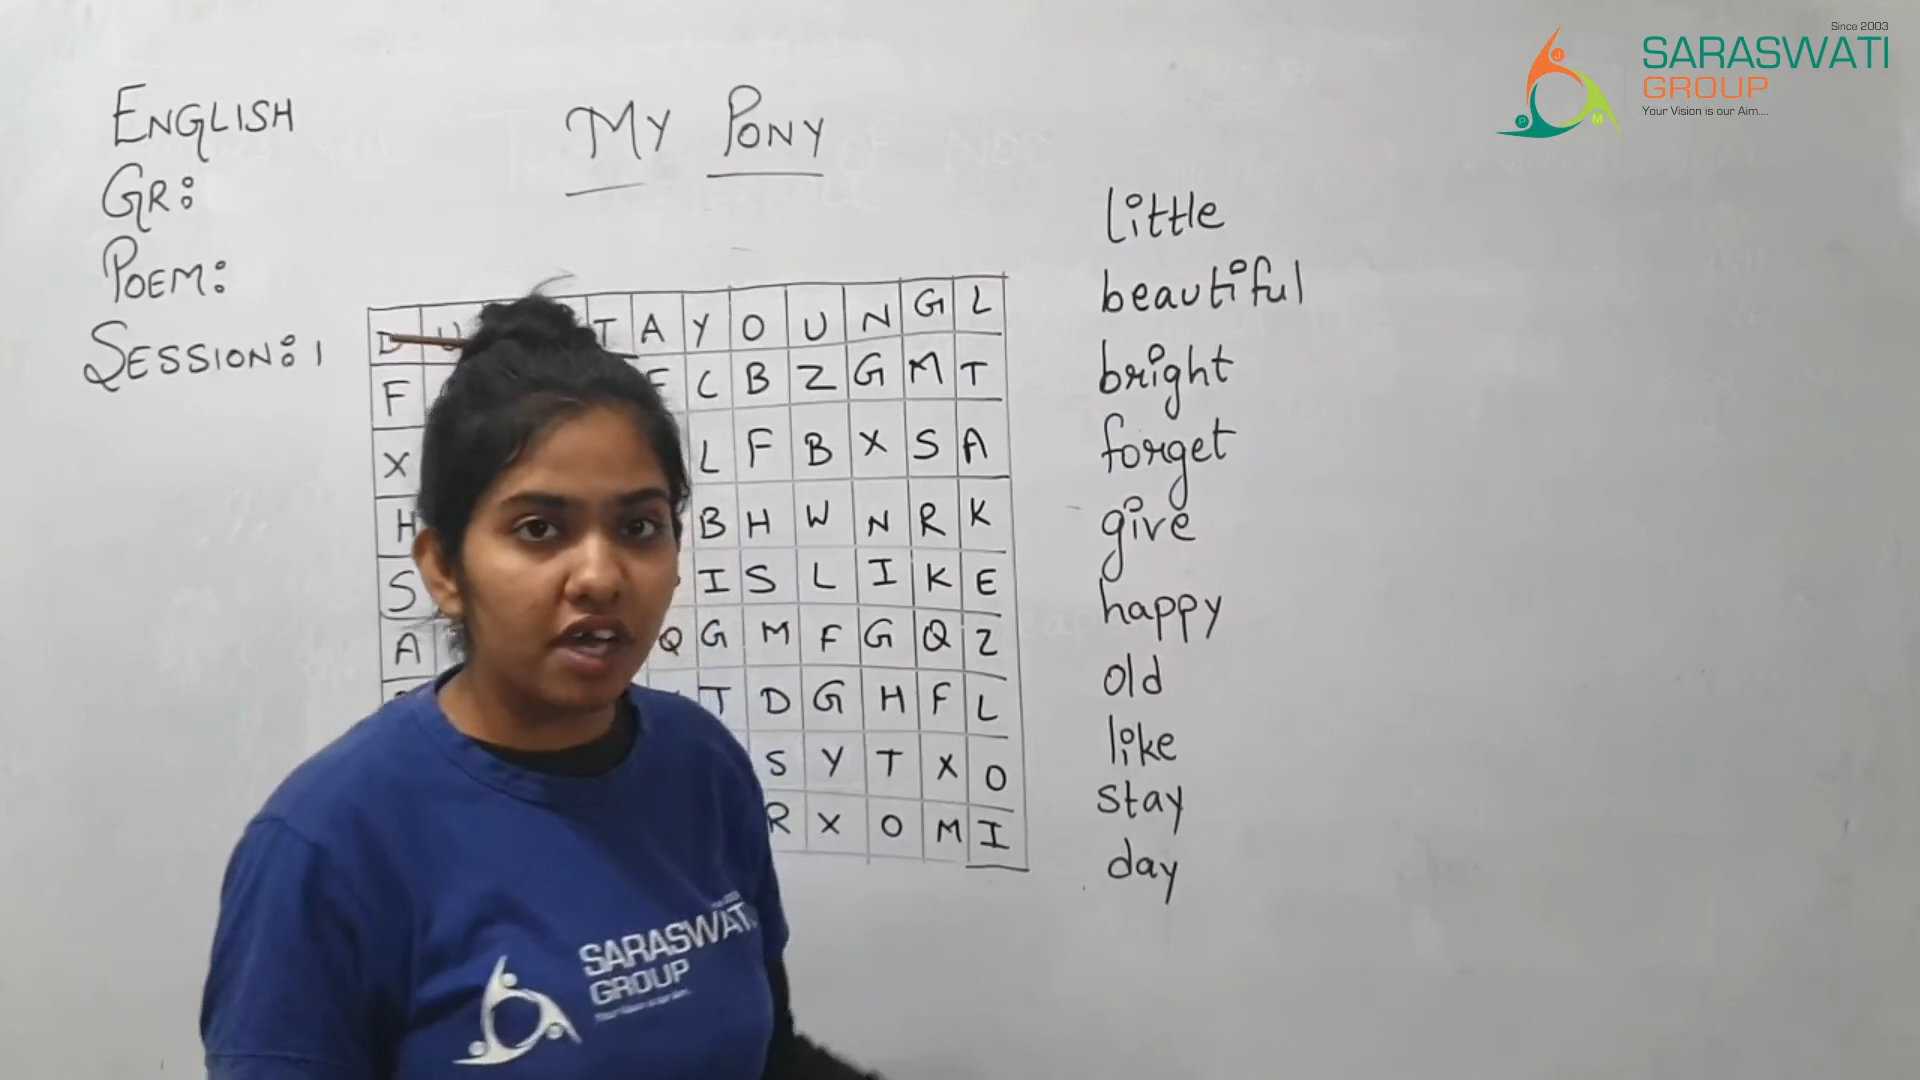 Since 2003
SARASWATI
GROUP
Your Vision is our Aim....
J
P
M
ENGLISH
GR:
POEM:
SESSION: 1
MY PONY
T A Y O U N G L
F C B Z G M T
X L F B X S A
H B H W N R K
S I S L I K E
A Q G M F G Q Z
T D G H F L
S Y T X O
R X O M I
little
beautiful
bright
forget
give
happy
old
like
stay
day
SARASWATI
GROUP